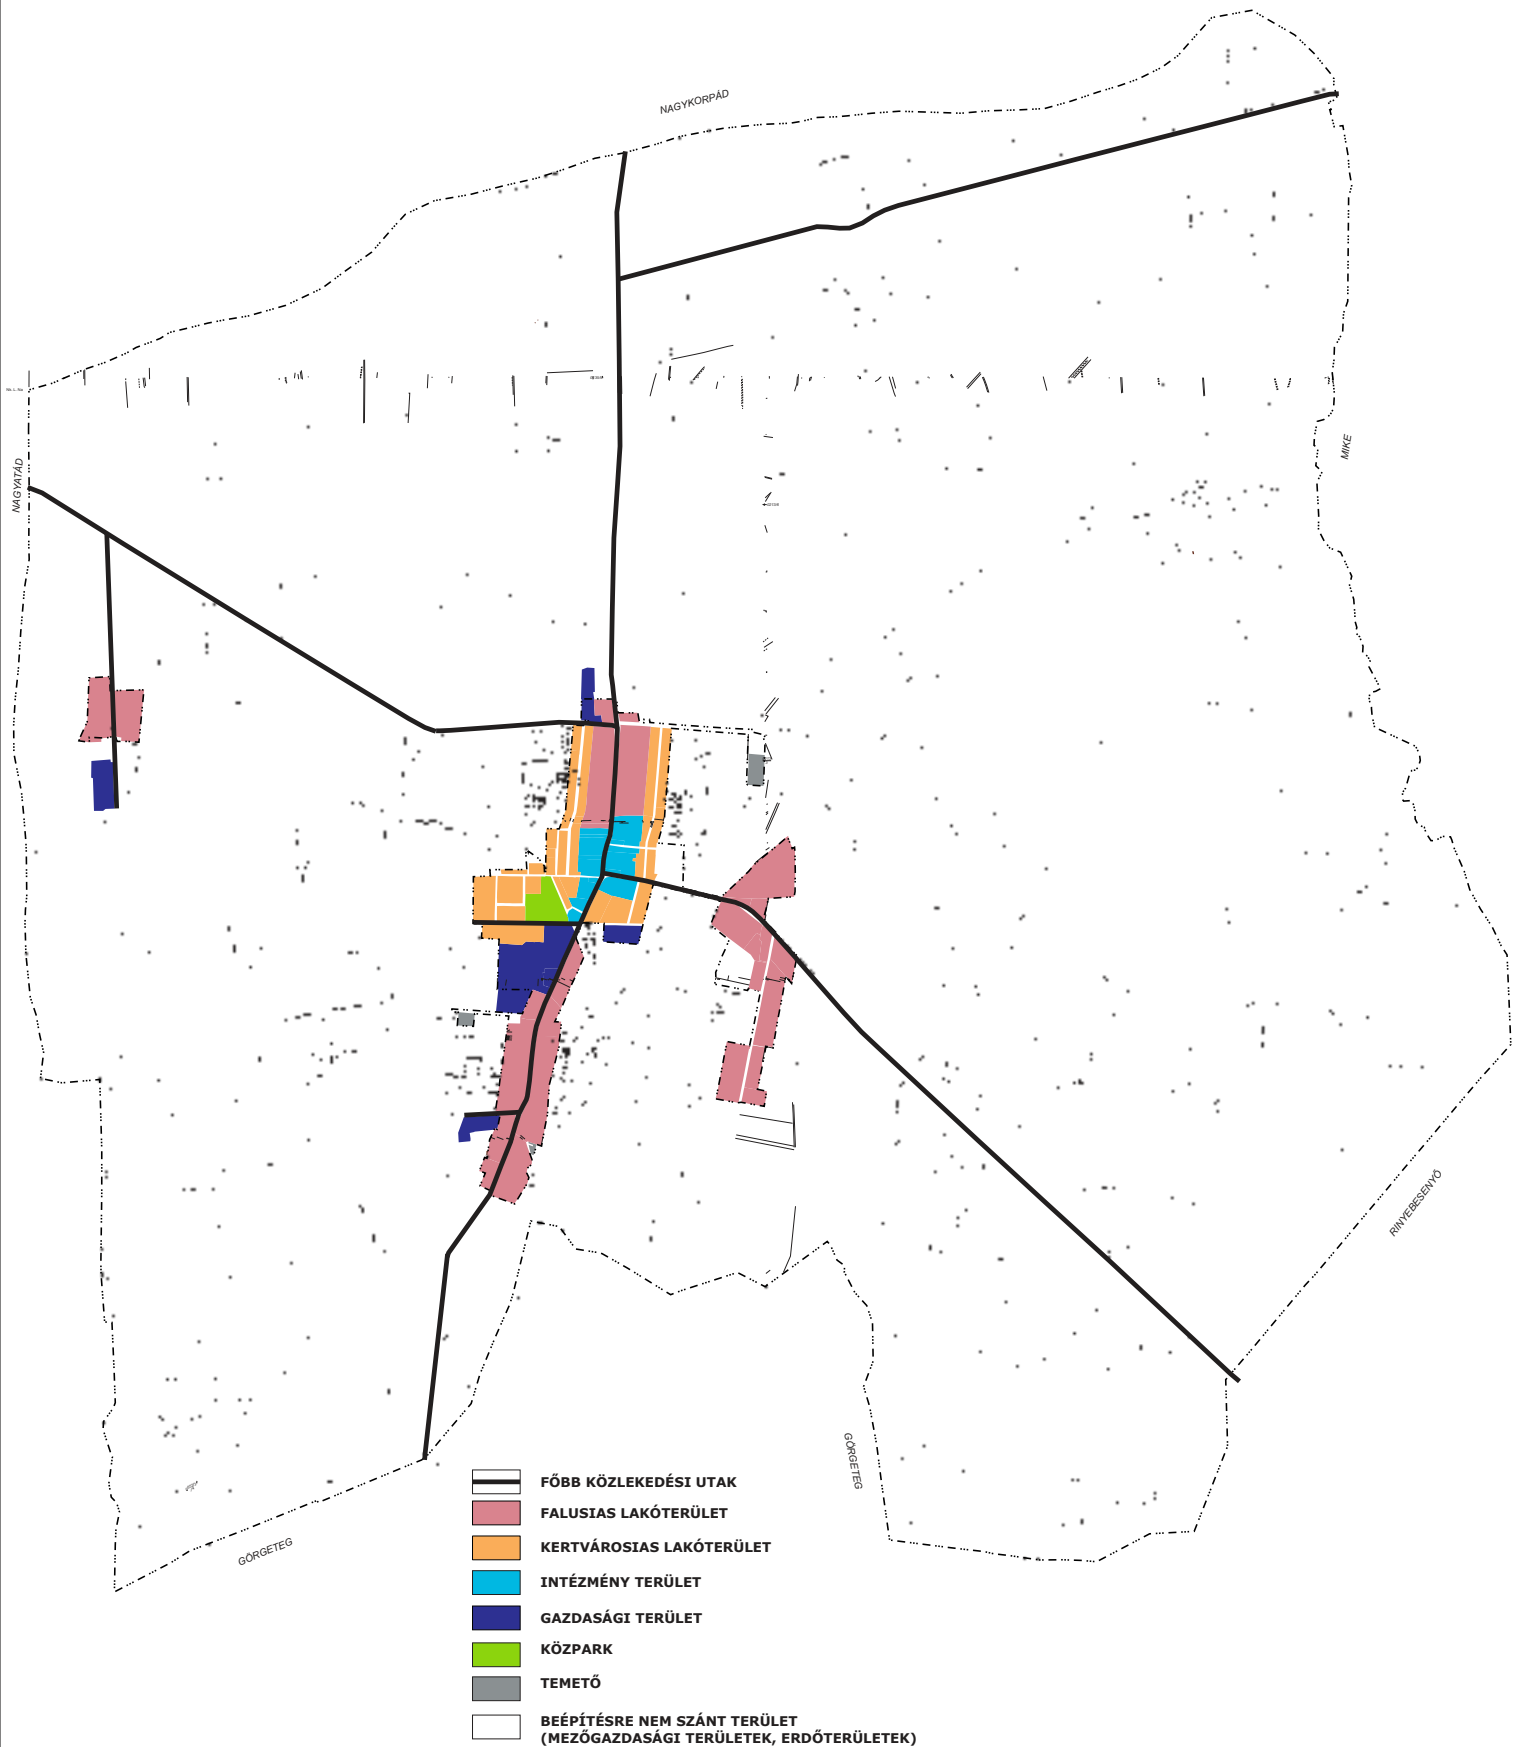 NAGYKORPÁD
MIKE
NAGYATÁD
RINYEBESENYŐ
GÖRGETEG
GÖRGETEG
FŐBB KÖZLEKEDÉSI UTAK
FALUSIAS LAKÓTERÜLET
KERTVÁROSIAS LAKÓTERÜLET
INTÉZMÉNY TERÜLET
GAZDASÁGI TERÜLET
KÖZPARK
TEMETŐ
BEÉPÍTÉSRE NEM SZÁNT TERÜLET
(MEZŐGAZDASÁGI TERÜLETEK, ERDŐTERÜLETEK)